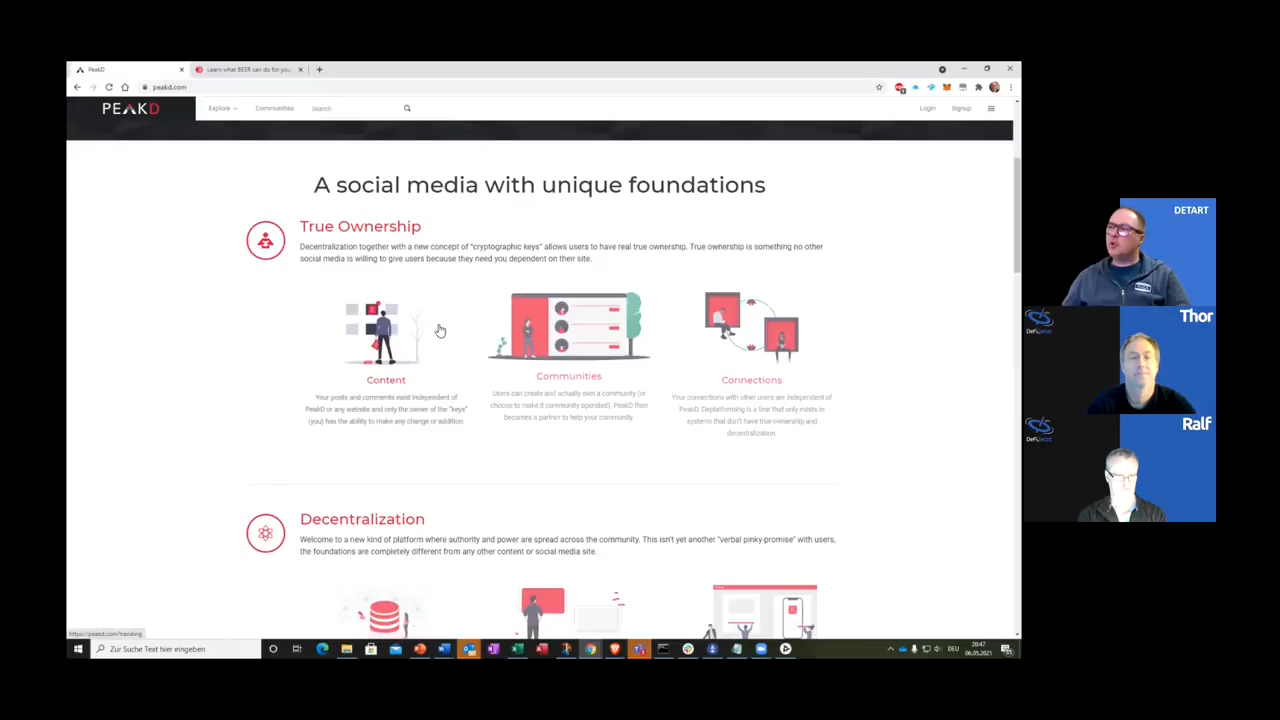 PeakD
Learn what BEER can do for you
peakd.com
PEAKD
Explore
Communities
Search
Login
Signup
A social media with unique foundations
True Ownership
Decentralization together with a new concept of "cryptographic keys" allows users to have real true ownership. True ownership is something no other
social media is willing to give users because they need you dependent on their site.
Content
Your posts and comments exist independent of
PeakD or any website and only the owner of the "keys"
(you) has the ability to make any change or addition.
Communities
Users can create and actually own a community (or
choose to make it community operated), PeakD then
becomes a partner to help your community.
Connections
Your connections with other users are independent of
PeakD. Deplatforming is a fear that only exists in
systems that don't have true ownership and
decentralization.
Decentralization
Welcome to a new kind of platform where authority and power are spread across the community. This isn't yet another "verbal pinky-promise" with users,
the foundations are completely different from any other content or social media site.
https://peakd.com/trending
Zur Suche Text hier eingeben
DEU
20:47
06.05.2021
DETART
Thor
DeFi.jetzt
Ralf
DeFi.jetzt